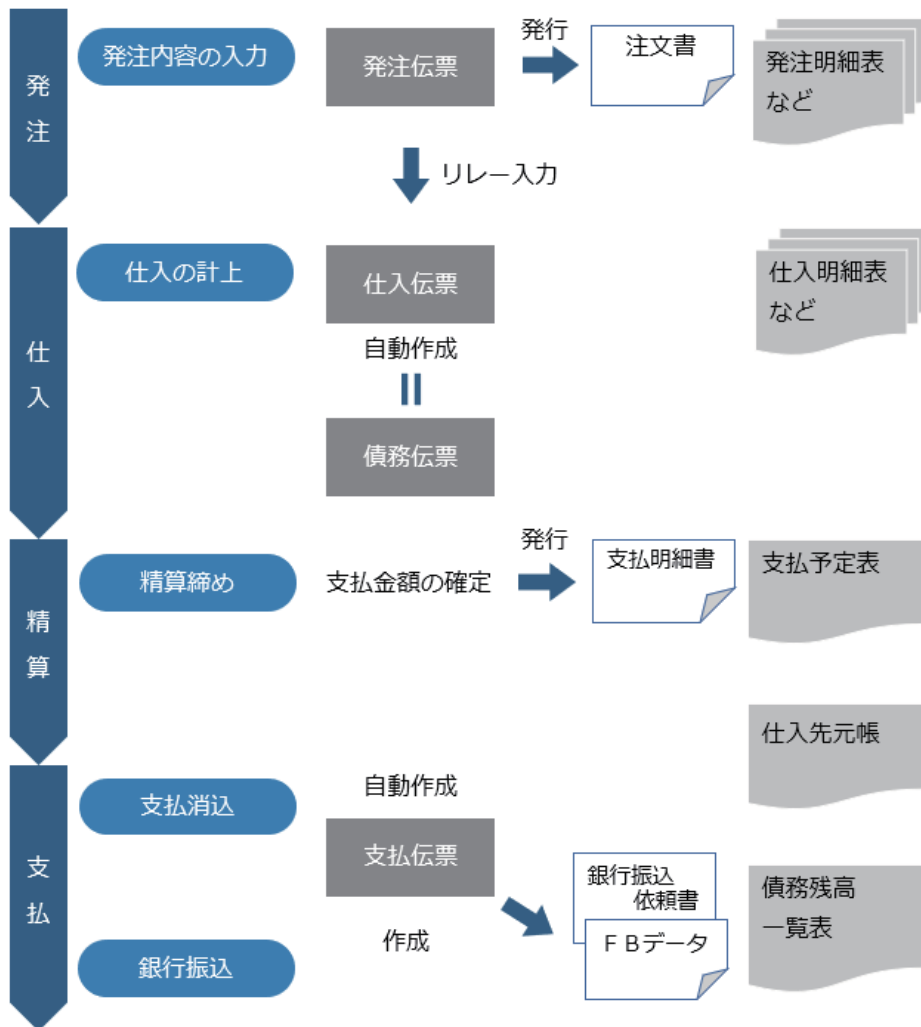 発注
発注内容の入力
発注伝票
発行
注文書
発注明細表
など
リレー入力
仕入
仕入の計上
仕入伝票
仕入明細表
など
自動作成
債務伝票
精算
精算締め
支払金額の確定
発行
支払明細書
支払予定表
仕入先元帳
支払
支払消込
自動作成
支払伝票
銀行振込
依頼書
ＦＢデータ
債務残高
一覧表
作成
銀行振込